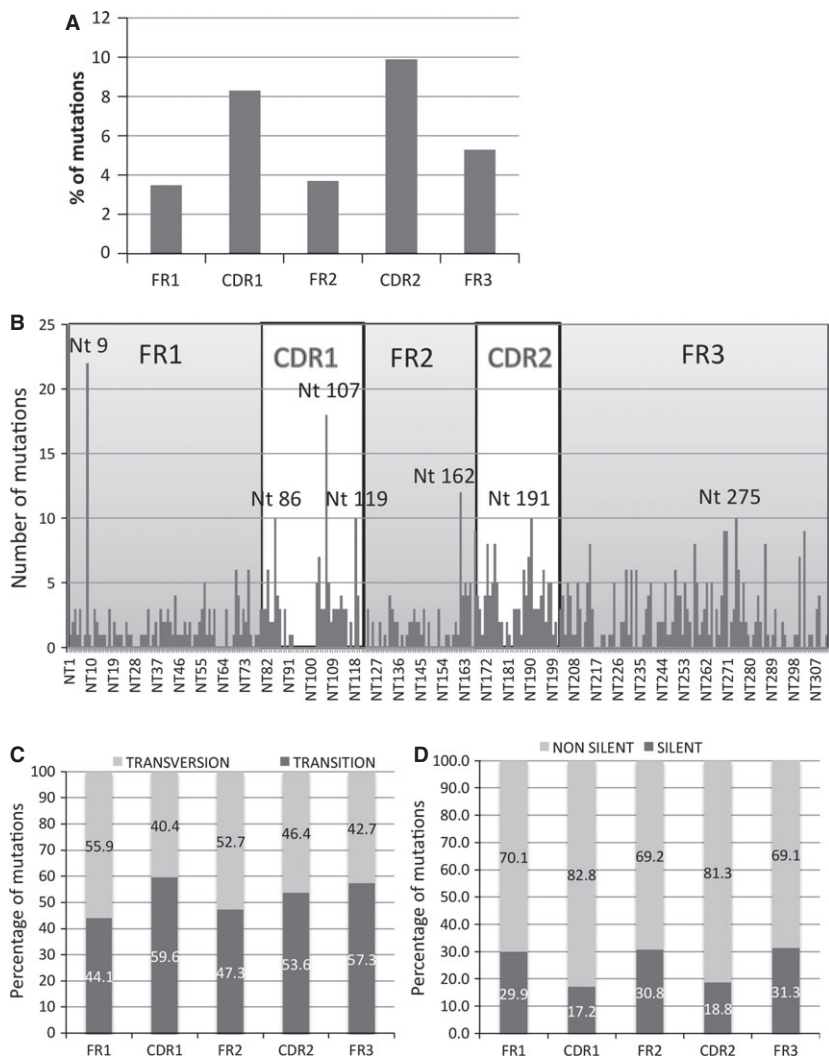 A
% of mutations
12
10
8
6
4
2
0
FR1 CDR1 FR2 CDR2 FR3
B
Number of mutations
25
20
15
10
5
0
FR1 CDR1 FR2 CDR2 FR3
Nt 9
Nt 107
Nt 162
Nt 86 Nt 119 Nt 191 Nt 275
NT1 NT10 NT19 NT28 NT37 NT46 NT55 NT64 NT73 NT82 NT91 NT100 NT109 NT118 NT127 NT136 NT145 NT154 NT163 NT172 NT181 NT190 NT199 NT208 NT217 NT226 NT235 NT244 NT253 NT262 NT271 NT280 NT289 NT298 NT307
C
TRANSVERSION TRANSITION
Percentage of mutations
100
90
80
70
60
50
40
30
20
10
0
55.9 40.4 52.7 46.4 42.7
44.1 59.6 47.3 53.6 57.3
FR1 CDR1 FR2 CDR2 FR3
D
NON SILENT SILENT
Percentage of mutations
100.0
90.0
80.0
70.0
60.0
50.0
40.0
30.0
20.0
10.0
0.0
70.1 82.8 69.2 81.3 69.1
29.9 17.2 30.8 18.8 31.3
FR1 CDR1 FR2 CDR2 FR3